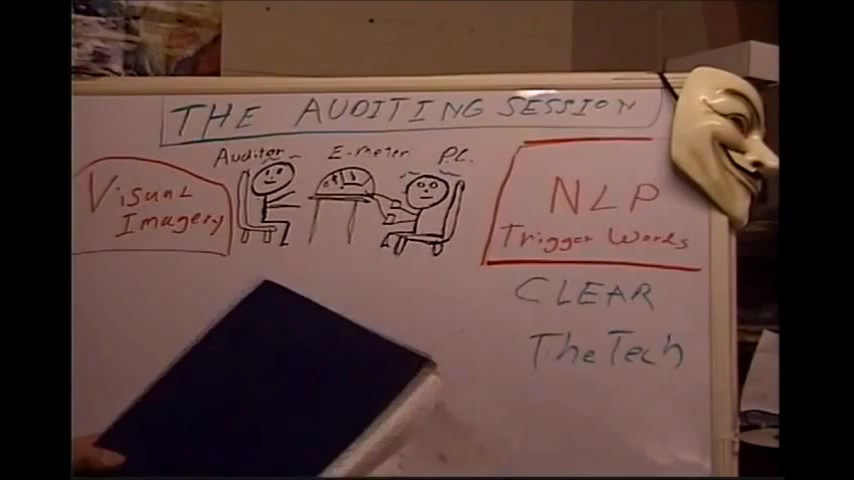 THE AUDITING SESSION
Auditor E-meter P.C.
Visual
Imagery
NLP
Trigger Words
CLEAR
The Tech